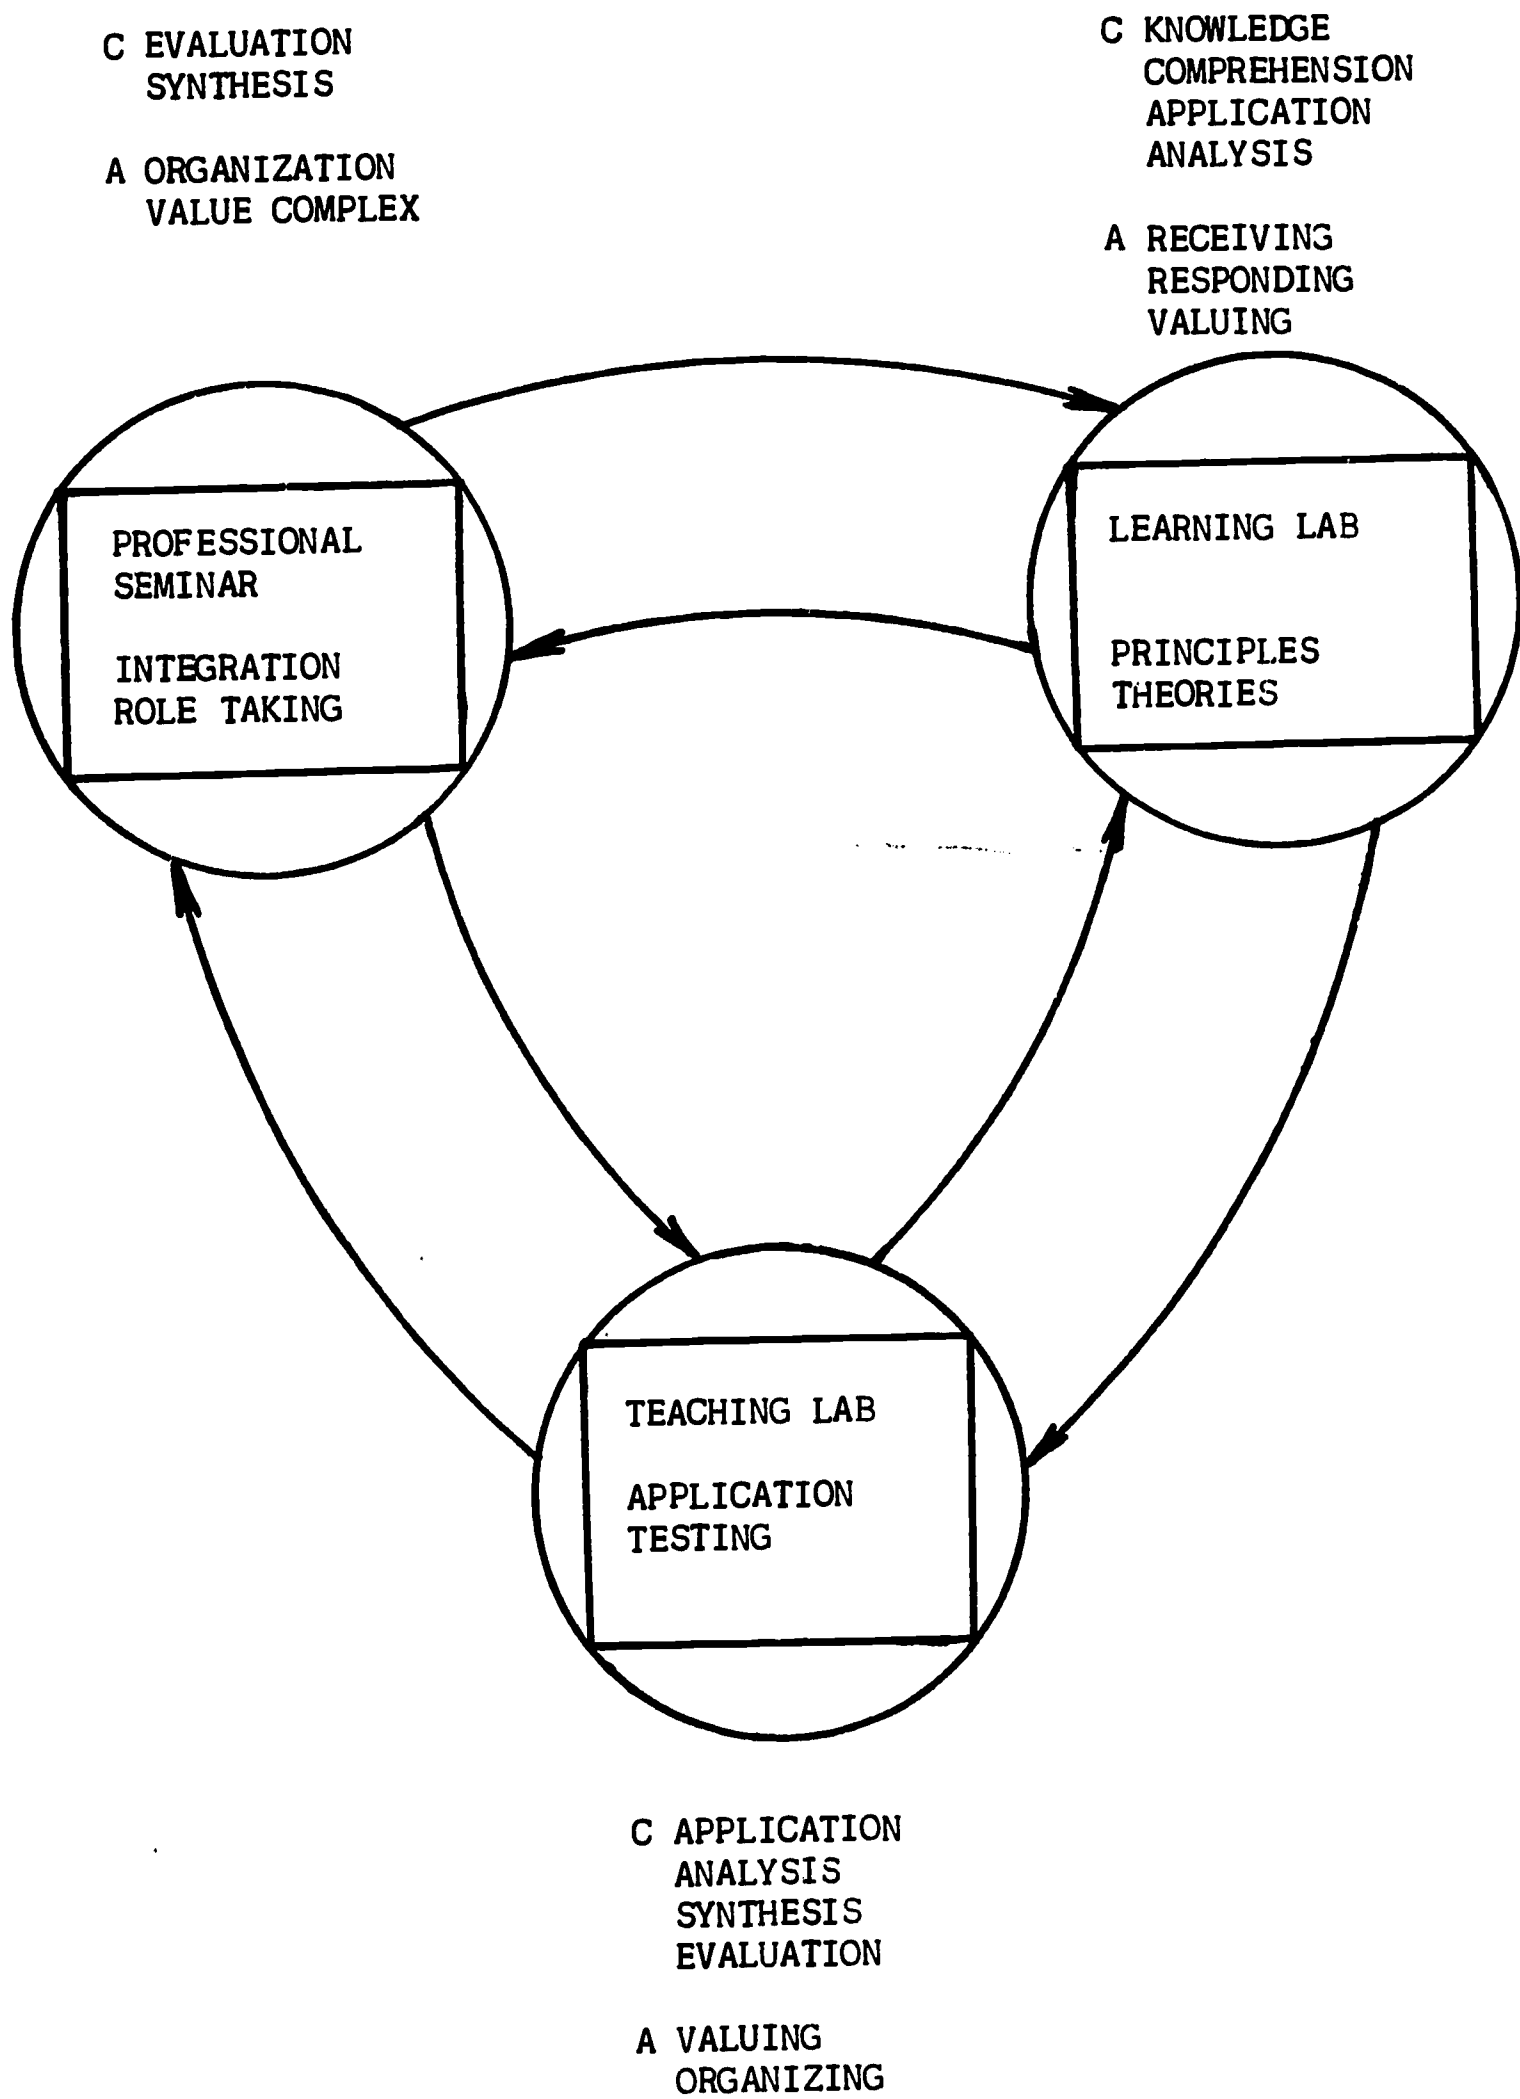 C EVALUATION
SYNTHESIS
A ORGANIZATION
VALUE COMPLEX
C KNOWLEDGE
COMPREHENSION
APPLICATION
ANALYSIS
A RECEIVING
RESPONDING
VALUING
PROFESSIONAL
SEMINAR
INTEGRATION
ROLE TAKING
LEARNING LAB
PRINCIPLES
THEORIES
TEACHING LAB
APPLICATION
TESTING
C APPLICATION
ANALYSIS
SYNTHESIS
EVALUATION
A VALUING
ORGANIZING